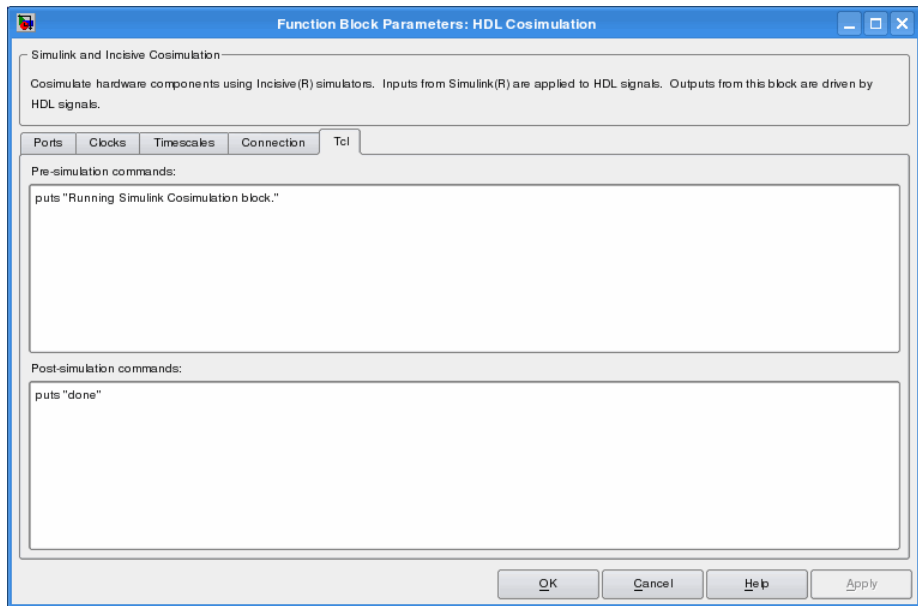 Function Block Parameters: HDL Cosimulation
Simulink and Incisive Cosimulation
Cosimulate hardware components using Incisive(R) simulators. Inputs from Simulink(R) are applied to HDL signals. Outputs from this block are driven by
HDL signals.
Ports Clocks Timescales Connection Tcl
Pre-simulation commands:
puts "Running Simulink Cosimulation block."
Post-simulation commands:
puts "done"
OK Cancel Help Apply